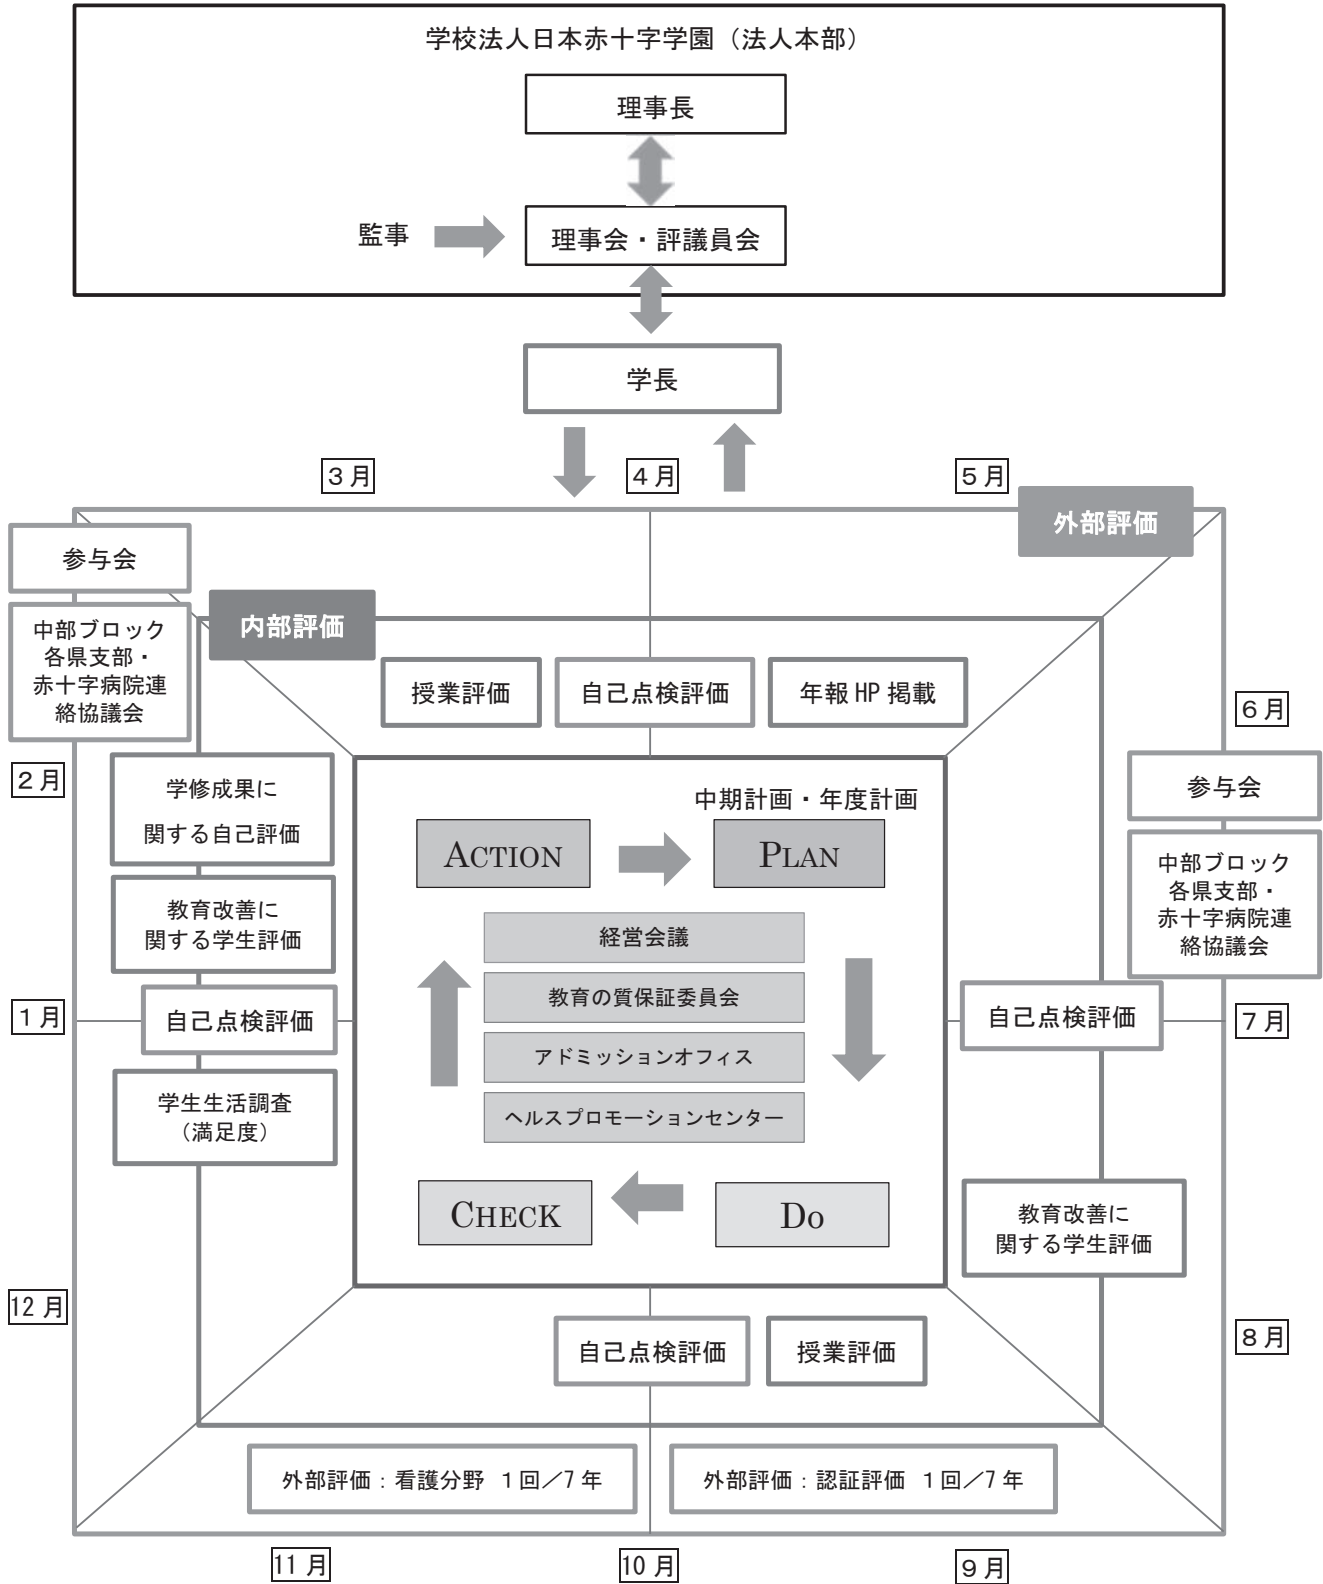 学校法人日本赤十字学園（法人本部）
理事長
監事
理事会・評議員会
学長
３月
４月
５月
外部評価
参与会
中部ブロック
各県支部・
赤十字病院連
絡協議会
内部評価
授業評価
自己点検評価
年報 HP 掲載
６月
２月
学修成果に
関する自己評価
教育改善に
関する学生評価
中期計画・年度計画
ACTION
PLAN
経営会議
教育の質保証委員会
アドミッションオフィス
ヘルスプロモーションセンター
CHECK
DO
参与会
中部ブロック
各県支部・
赤十字病院連
絡協議会
１月
自己点検評価
自己点検評価
７月
学生生活調査
（満足度）
教育改善に
関する学生評価
12 月
８月
自己点検評価
授業評価
外部評価：看護分野 １回／7 年
外部評価：認証評価 １回／7 年
11 月
10 月
９月